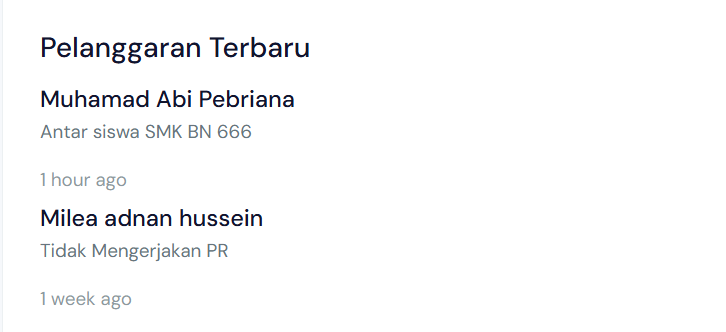 Pelanggaran Terbaru
Muhamad Abi Pebriana
Antar siswa SMK BN 666
1 hour ago
Milea adnan hussein
Tidak Mengerjakan PR
1 week ago